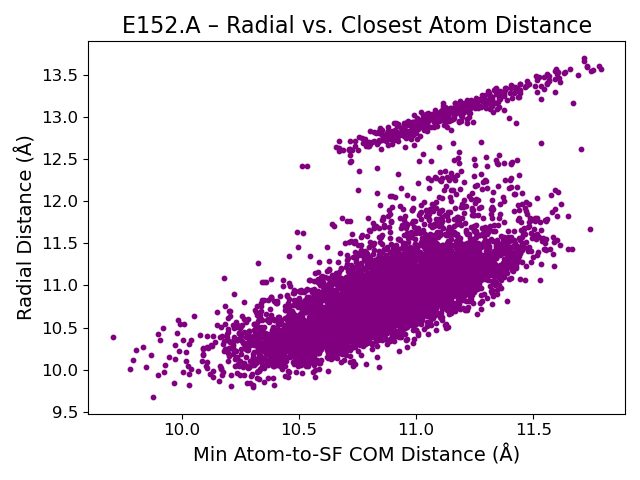 E152.A – Radial vs. Closest Atom Distance
Radial Distance (Å)
13.5
13.0
12.5
12.0
11.5
11.0
10.5
10.0
9.5
10.0 10.5 11.0 11.5
Min Atom-to-SF COM Distance (Å)